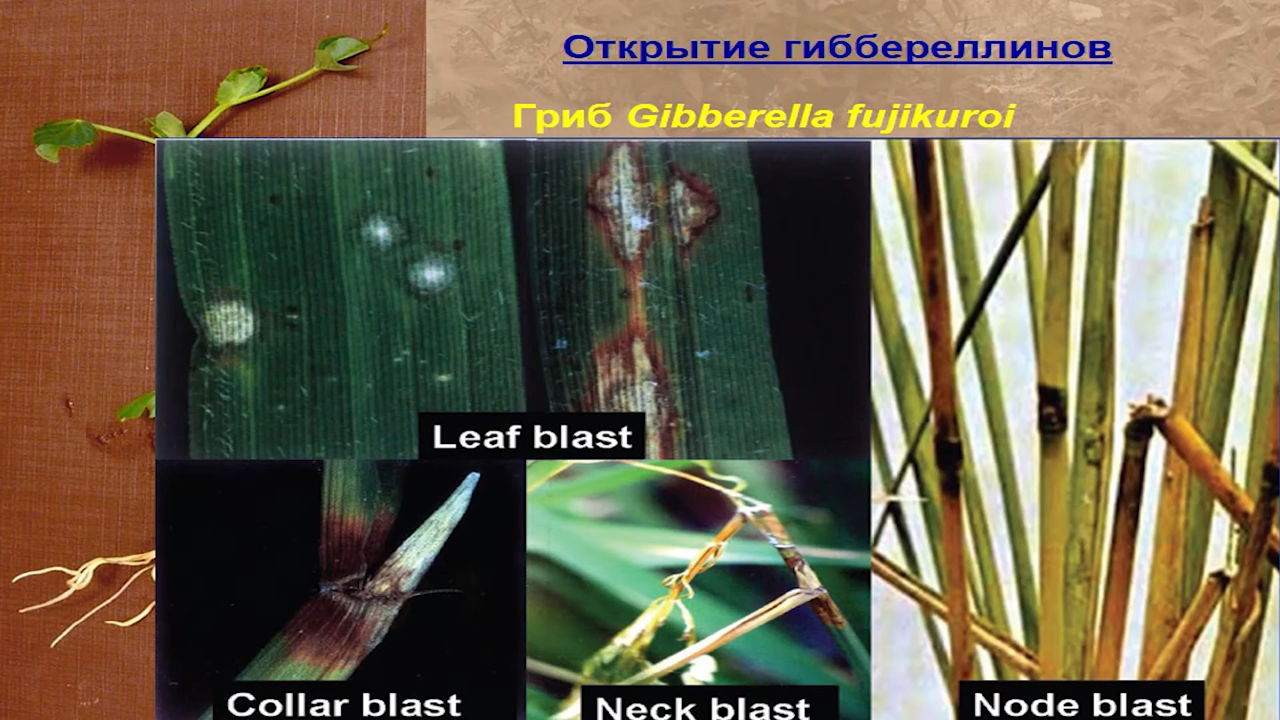 Открытие гиббереллинов
Гриб Gibberella fujikuroi
Leaf blast
Collar blast
Neck blast
Node blast